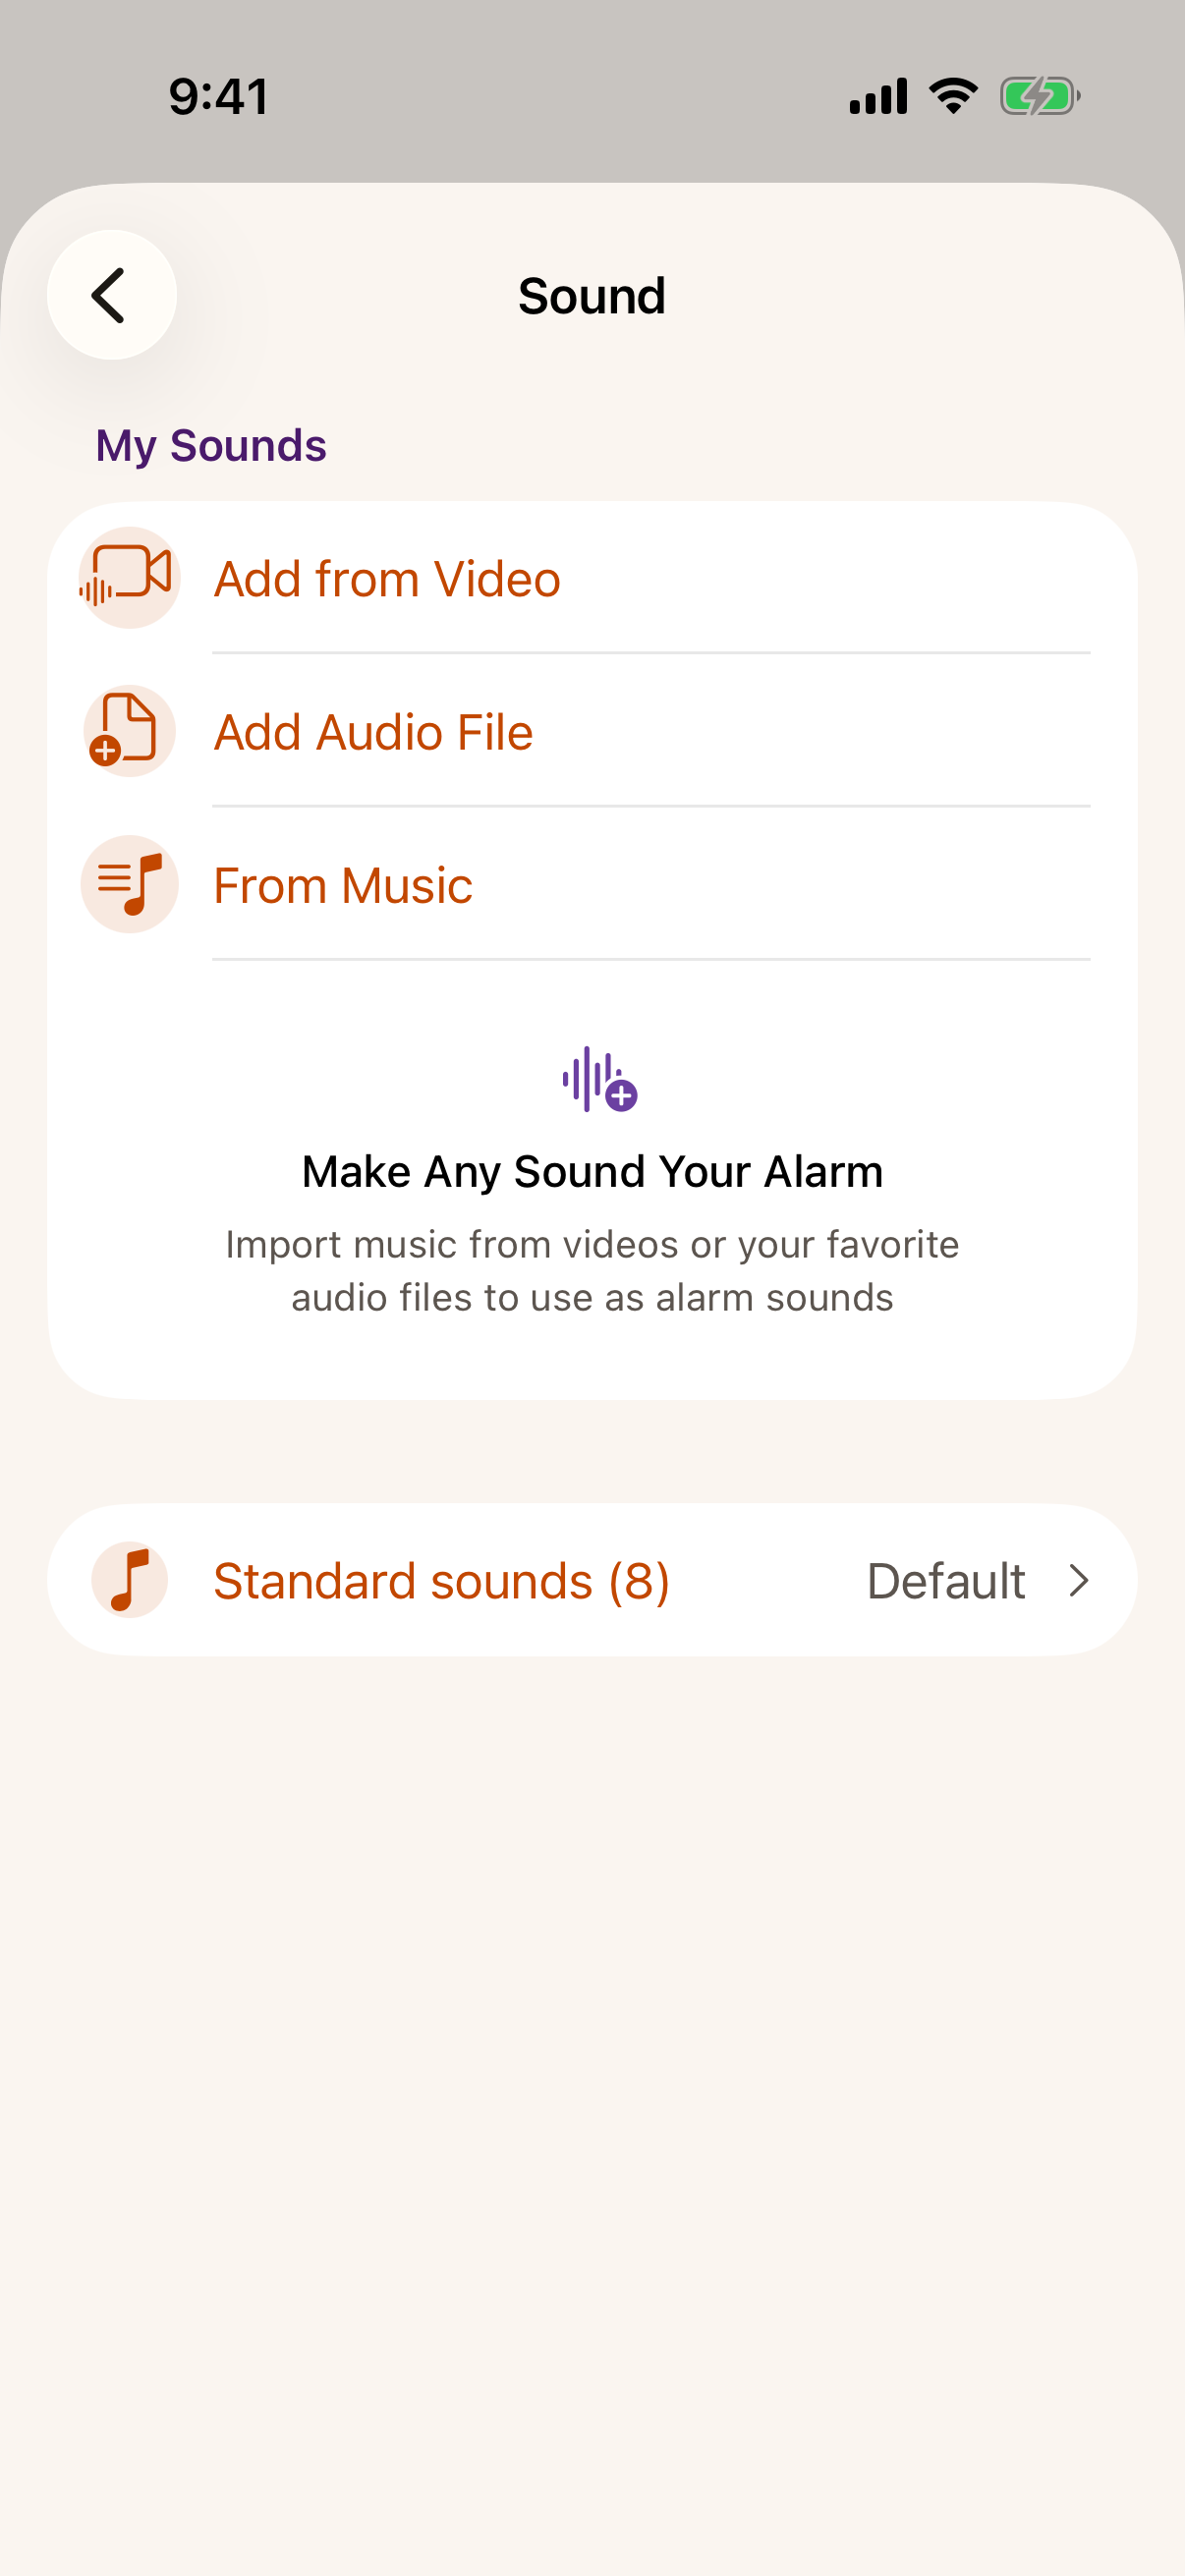 9:41
Sound
My Sounds
Add from Video
Add Audio File
From Music
Make Any Sound Your Alarm
Import music from videos or your favorite
audio files to use as alarm sounds
Standard sounds (8) Default